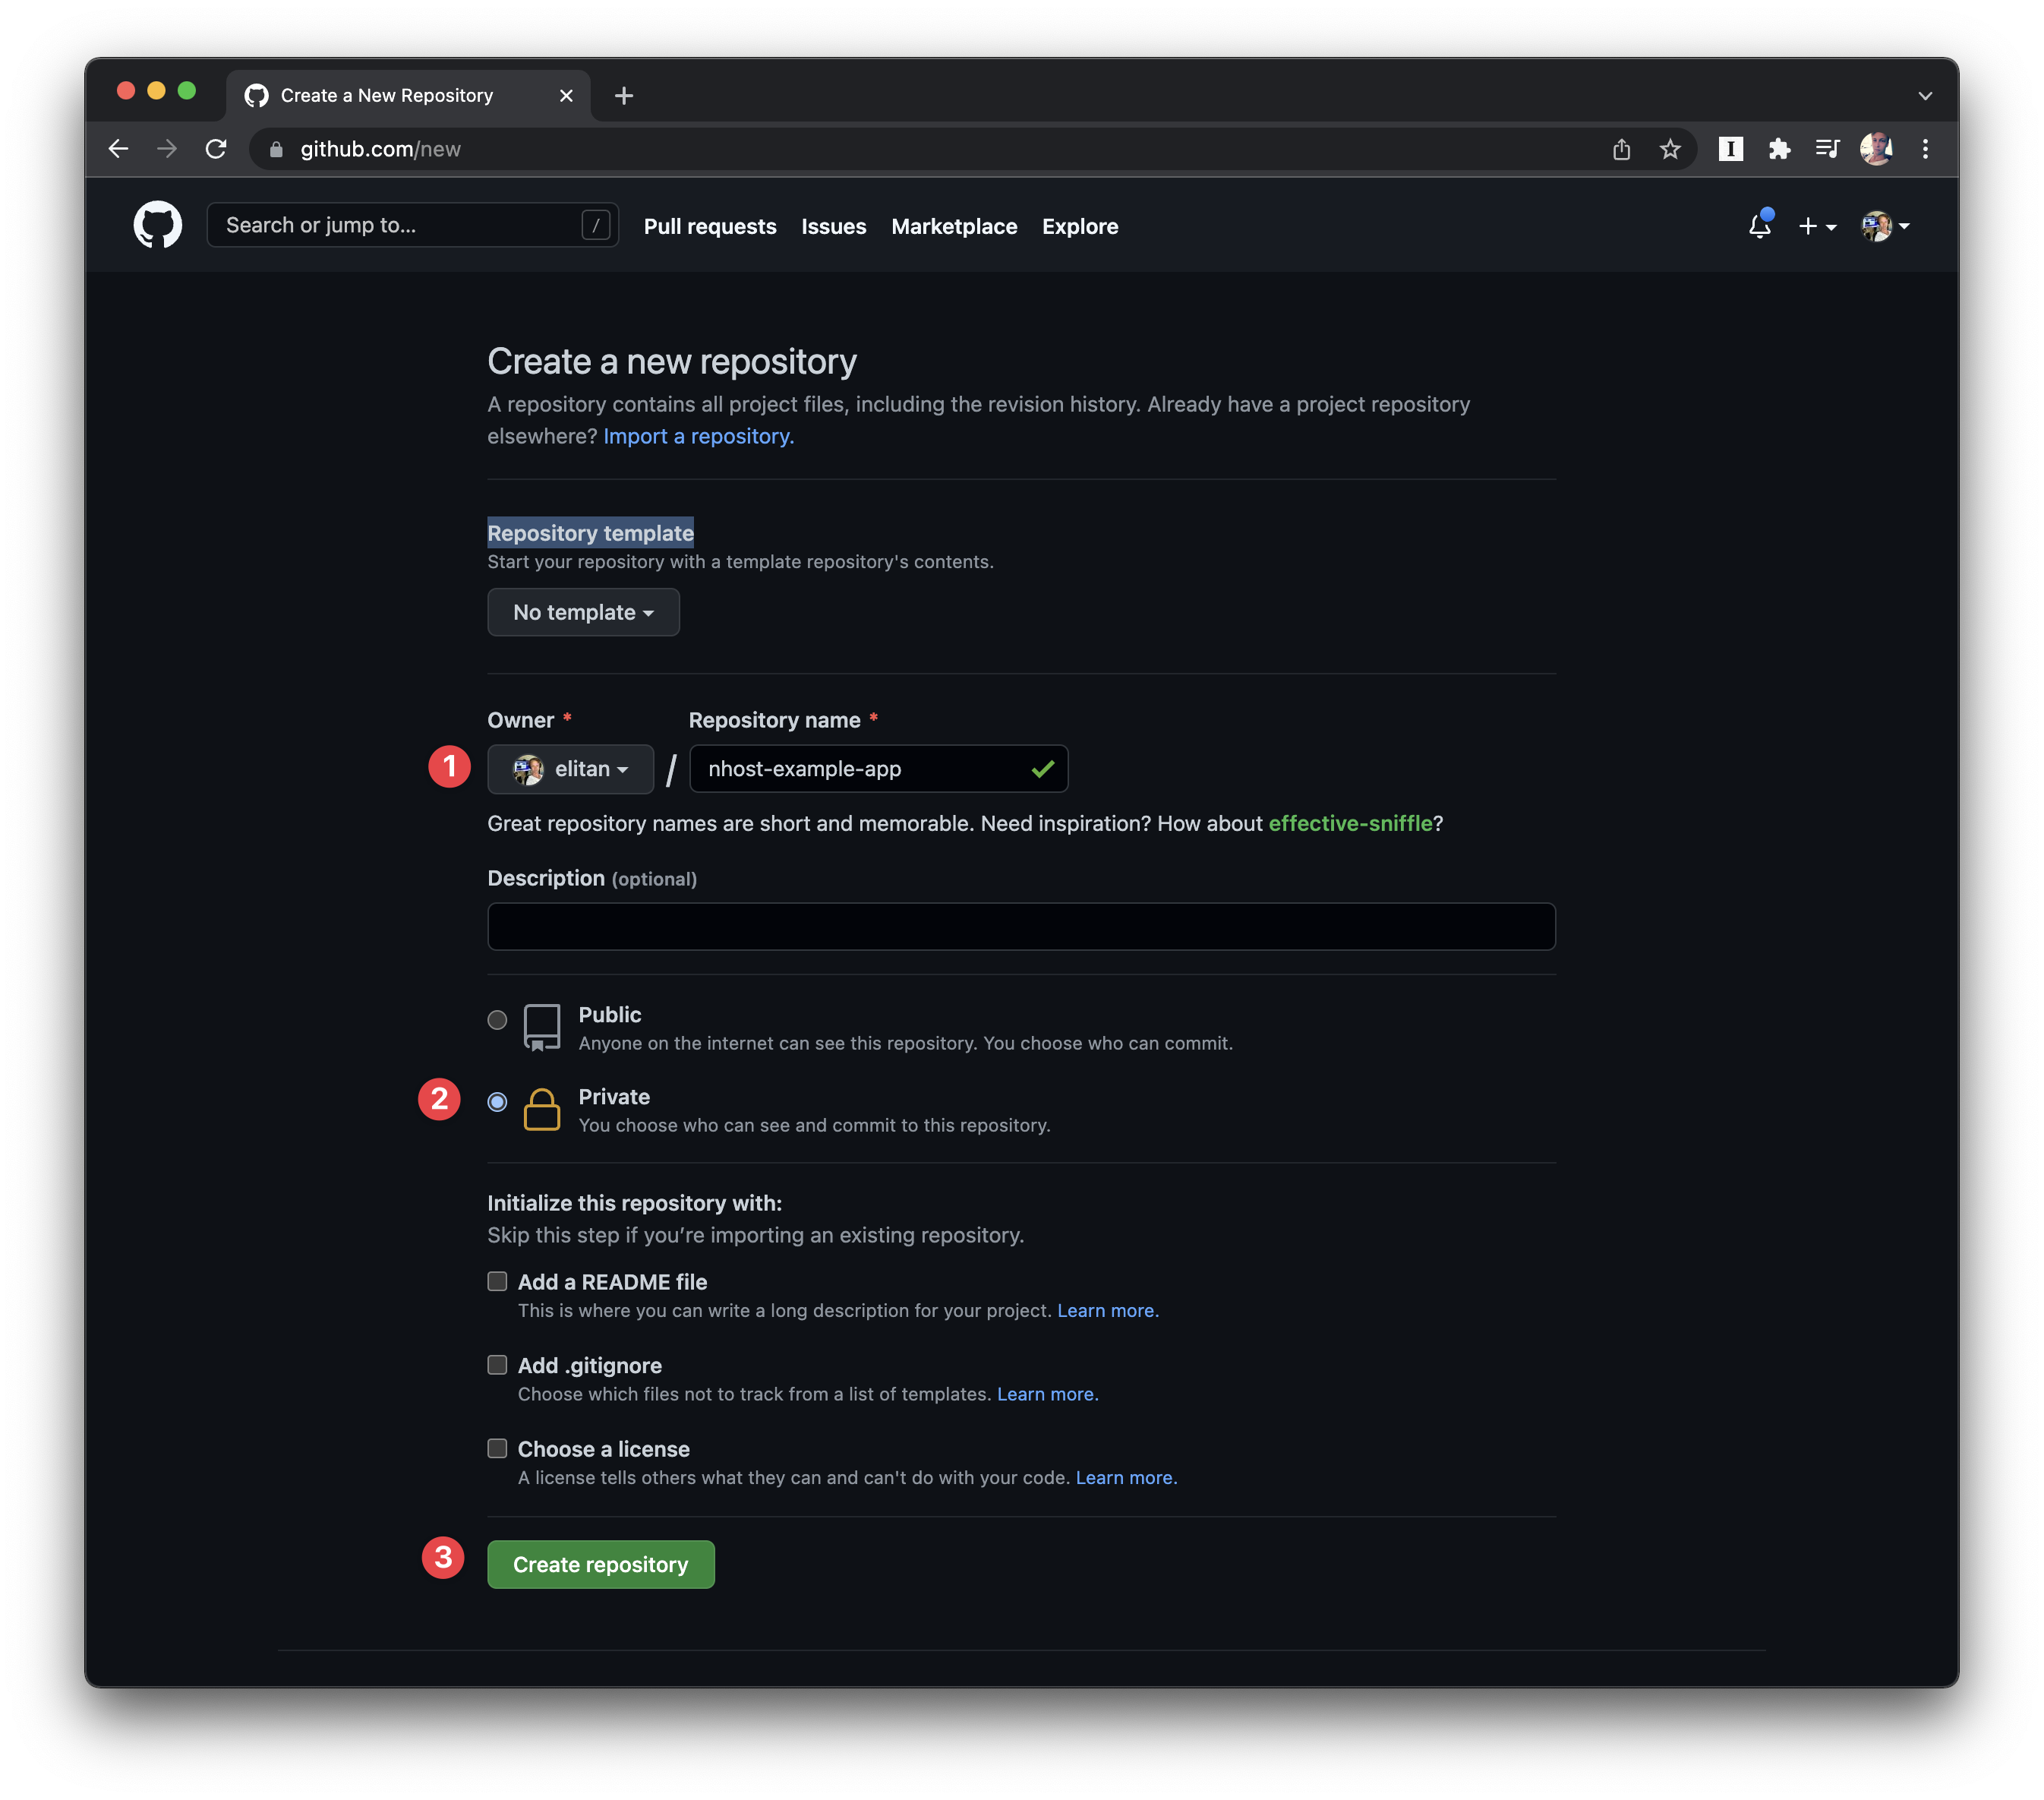 Create a New Repository
github.com/new
Search or jump to... /
Pull requests Issues Marketplace Explore
Create a new repository
A repository contains all project files, including the revision history. Already have a project repository
elsewhere? Import a repository.
Repository template
Start your repository with a template repository's contents.
No template
Owner * Repository name *
1 elitan / nhost-example-app
Great repository names are short and memorable. Need inspiration? How about effective-sniffle?
Description (optional)
Public
Anyone on the internet can see this repository. You choose who can commit.
2 Private
You choose who can see and commit to this repository.
Initialize this repository with:
Skip this step if you’re importing an existing repository.
Add a README file
This is where you can write a long description for your project. Learn more.
Add .gitignore
Choose which files not to track from a list of templates. Learn more.
Choose a license
A license tells others what they can and can't do with your code. Learn more.
3 Create repository